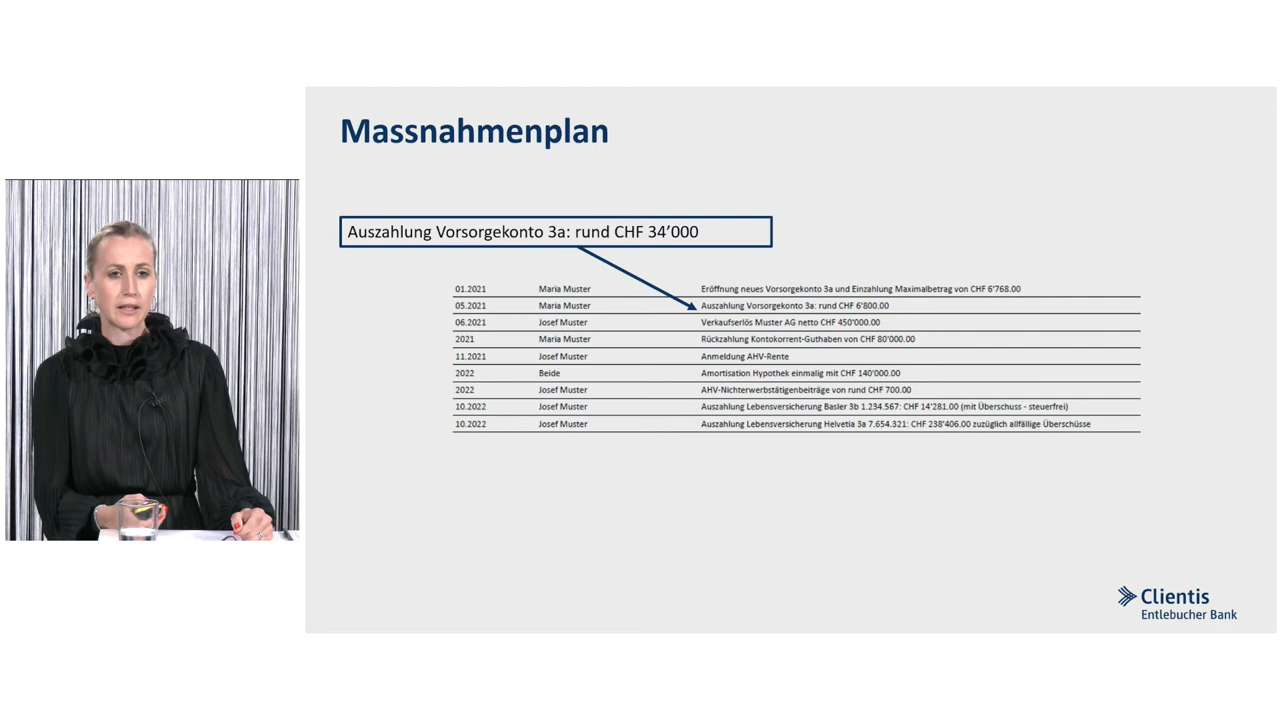 Massnahmenplan
Auszahlung Vorsorgekonto 3a: rund CHF 34’000
01.2021 Maria Muster Eröffnung neues Vorsorgekonto 3a und Einzahlung Maximalbetrag von CHF 6'768.00
05.2021 Maria Muster Auszahlung Vorsorgekonto 3a: rund CHF 6'800.00
06.2021 Josef Muster Verkaufserlös Muster AG netto CHF 450'000.00
2021 Maria Muster Rückzahlung Kontokorrent-Guthaben von CHF 80'000.00
11.2021 Josef Muster Anmeldung AHV-Rente
2022 Beide Amortisation Hypothek einmalig mit CHF 140'000.00
2022 Josef Muster AHV-Nichterwerbstätigenbeiträge von rund CHF 700.00
10.2022 Josef Muster Auszahlung Lebensversicherung Basler 3b 1.234.567: CHF 14'281.00 (mit Überschuss - steuerfrei)
10.2022 Josef Muster Auszahlung Lebensversicherung Helvetia 3a 7.654.321: CHF 238'406.00 zuzüglich allfällige Überschüsse
Clientis
Entlebucher Bank